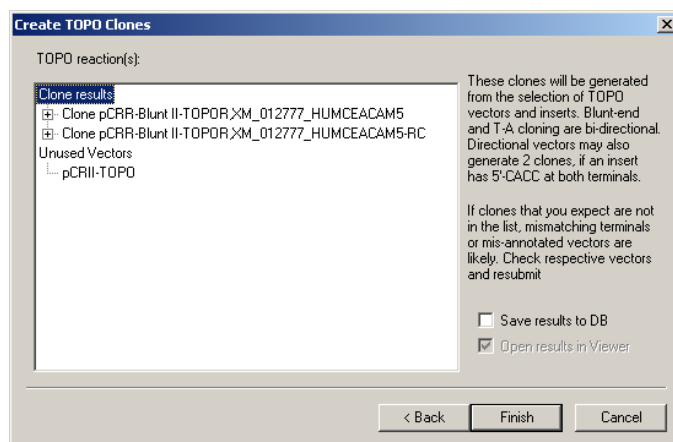 Create TOPO Clones
TOPO reaction(s):
Clone results
Clone pCRR-Blunt II-TOPOR,XM_012777_HUMCEACAM5
Clone pCRR-Blunt II-TOPOR,XM_012777_HUMCEACAM5-RC
Unused Vectors
pCRII-TOPO
These clones will be generated
from the selection of TOPO
vectors and inserts. Blunt-end
and T-A cloning are bi-directional.
Directional vectors may also
generate 2 clones, if an insert
has 5'-CACC at both terminals.
If clones that you expect are not
in the list, mismatching terminals
or mis-annotated vectors are
likely. Check respective vectors
and resubmit
Save results to DB
Open results in Viewer
< Back
Finish
Cancel